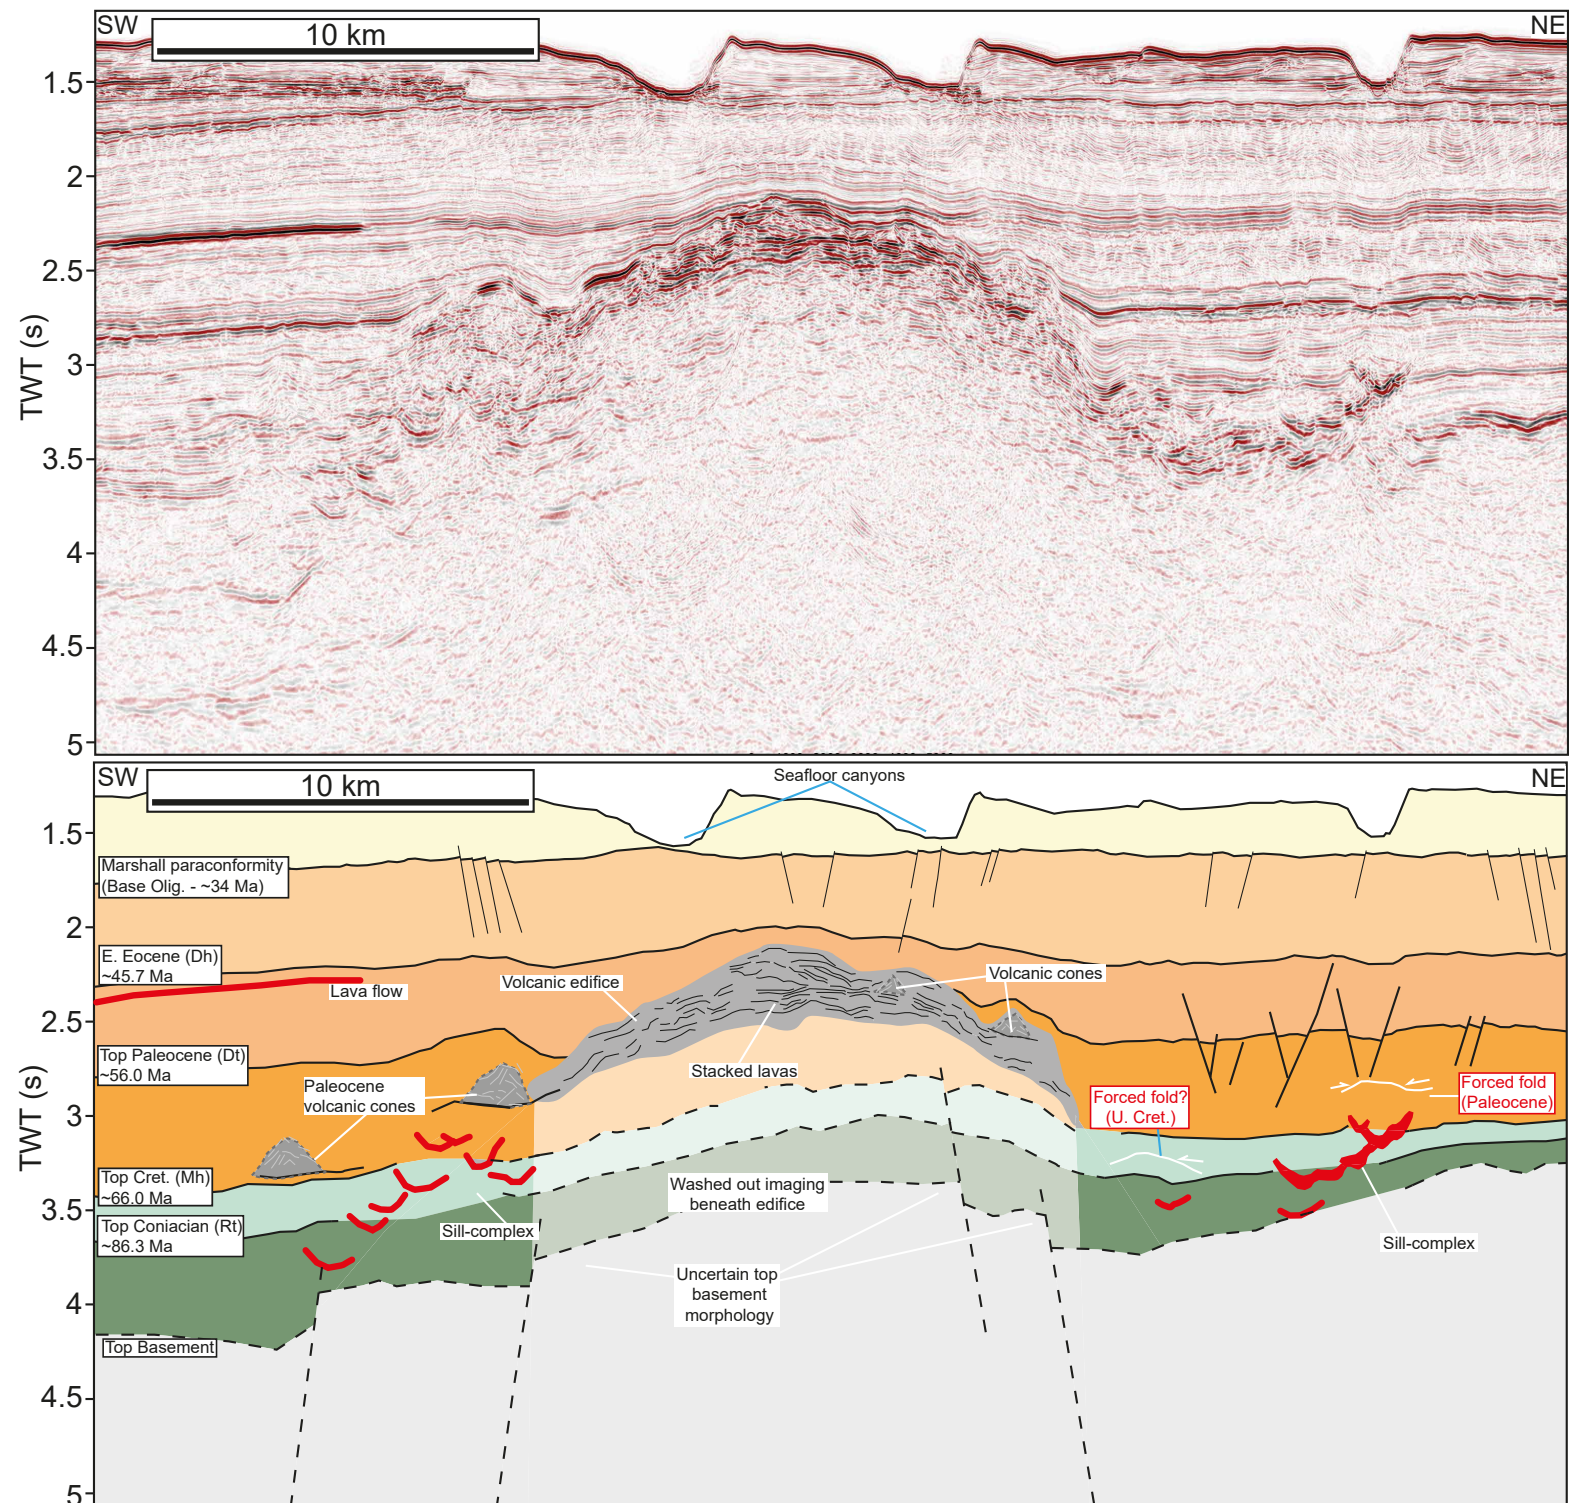 SW
10 km
NE
1.5
2
2.5
3
3.5
4
4.5
5
TWT (s)
SW
10 km
NE
Seafloor canyons
1.5
2
2.5
3
3.5
4
4.5
5
TWT (s)
Marshall paraconformity
(Base Olig. - ~34 Ma)
E. Eocene (Dh)
~45.7 Ma
Lava flow
Volcanic edifice
Volcanic cones
Top Paleocene (Dt)
~56.0 Ma
Stacked lavas
Paleocene
volcanic cones
Forced fold?
(U. Cret.)
Forced fold
(Paleocene)
Top Cret. (Mh)
~66.0 Ma
Washed out imaging
beneath edifice
Top Coniacian (Rt)
~86.3 Ma
Sill-complex
Sill-complex
Uncertain top
basement
morphology
Top Basement